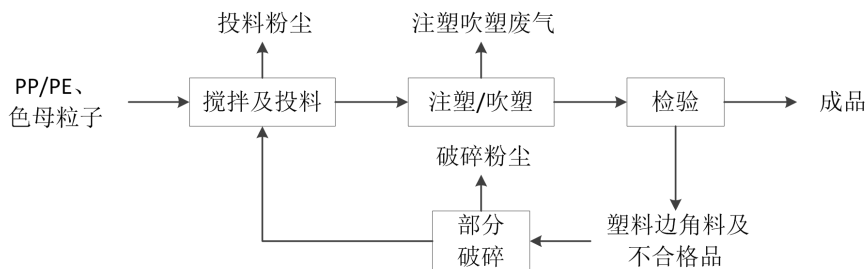 投料粉尘
注塑吹塑废气
PP/PE、
色母粒子
搅拌及投料
注塑/吹塑
检验
成品
破碎粉尘
部分
破碎
塑料边角料及
不合格品